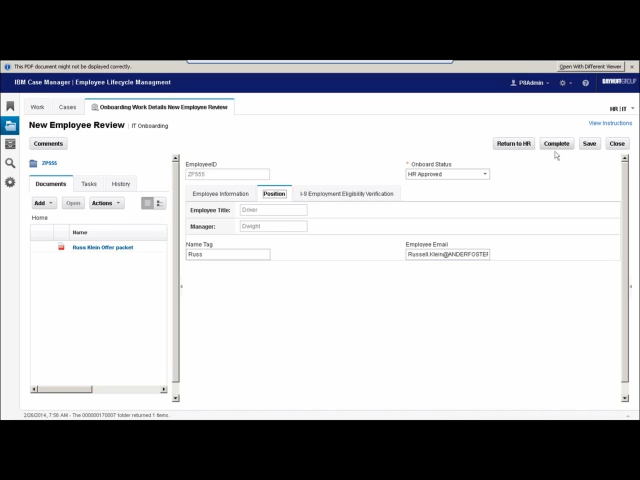 This PDF document might not be displayed correctly.
Open With Different Viewer
IBM Case Manager | Employee Lifecycle Managment
P8Admin
DAYHUFFGROUP
Work
Cases
Onboarding Work Details New Employee Review
HR | IT
New Employee Review | IT Onboarding
View Instructions
Comments
Return to HR
Complete
Save
Close
ZP555
Documents
Tasks
History
Add
Open
Actions
Home
Name
Russ Klein Offer packet
EmployeeID
ZP555
* Onboard Status
HR Approved
Employee Information
Position
I-9 Employment Eligibility Verification
Employee Title:
Driver
Manager:
Dwight
Name Tag
Russ
Employee Email
Russell.Klein@ANDERFOSTEF
2/26/2014, 7:58 AM - The 000000170007 folder returned 1 items.